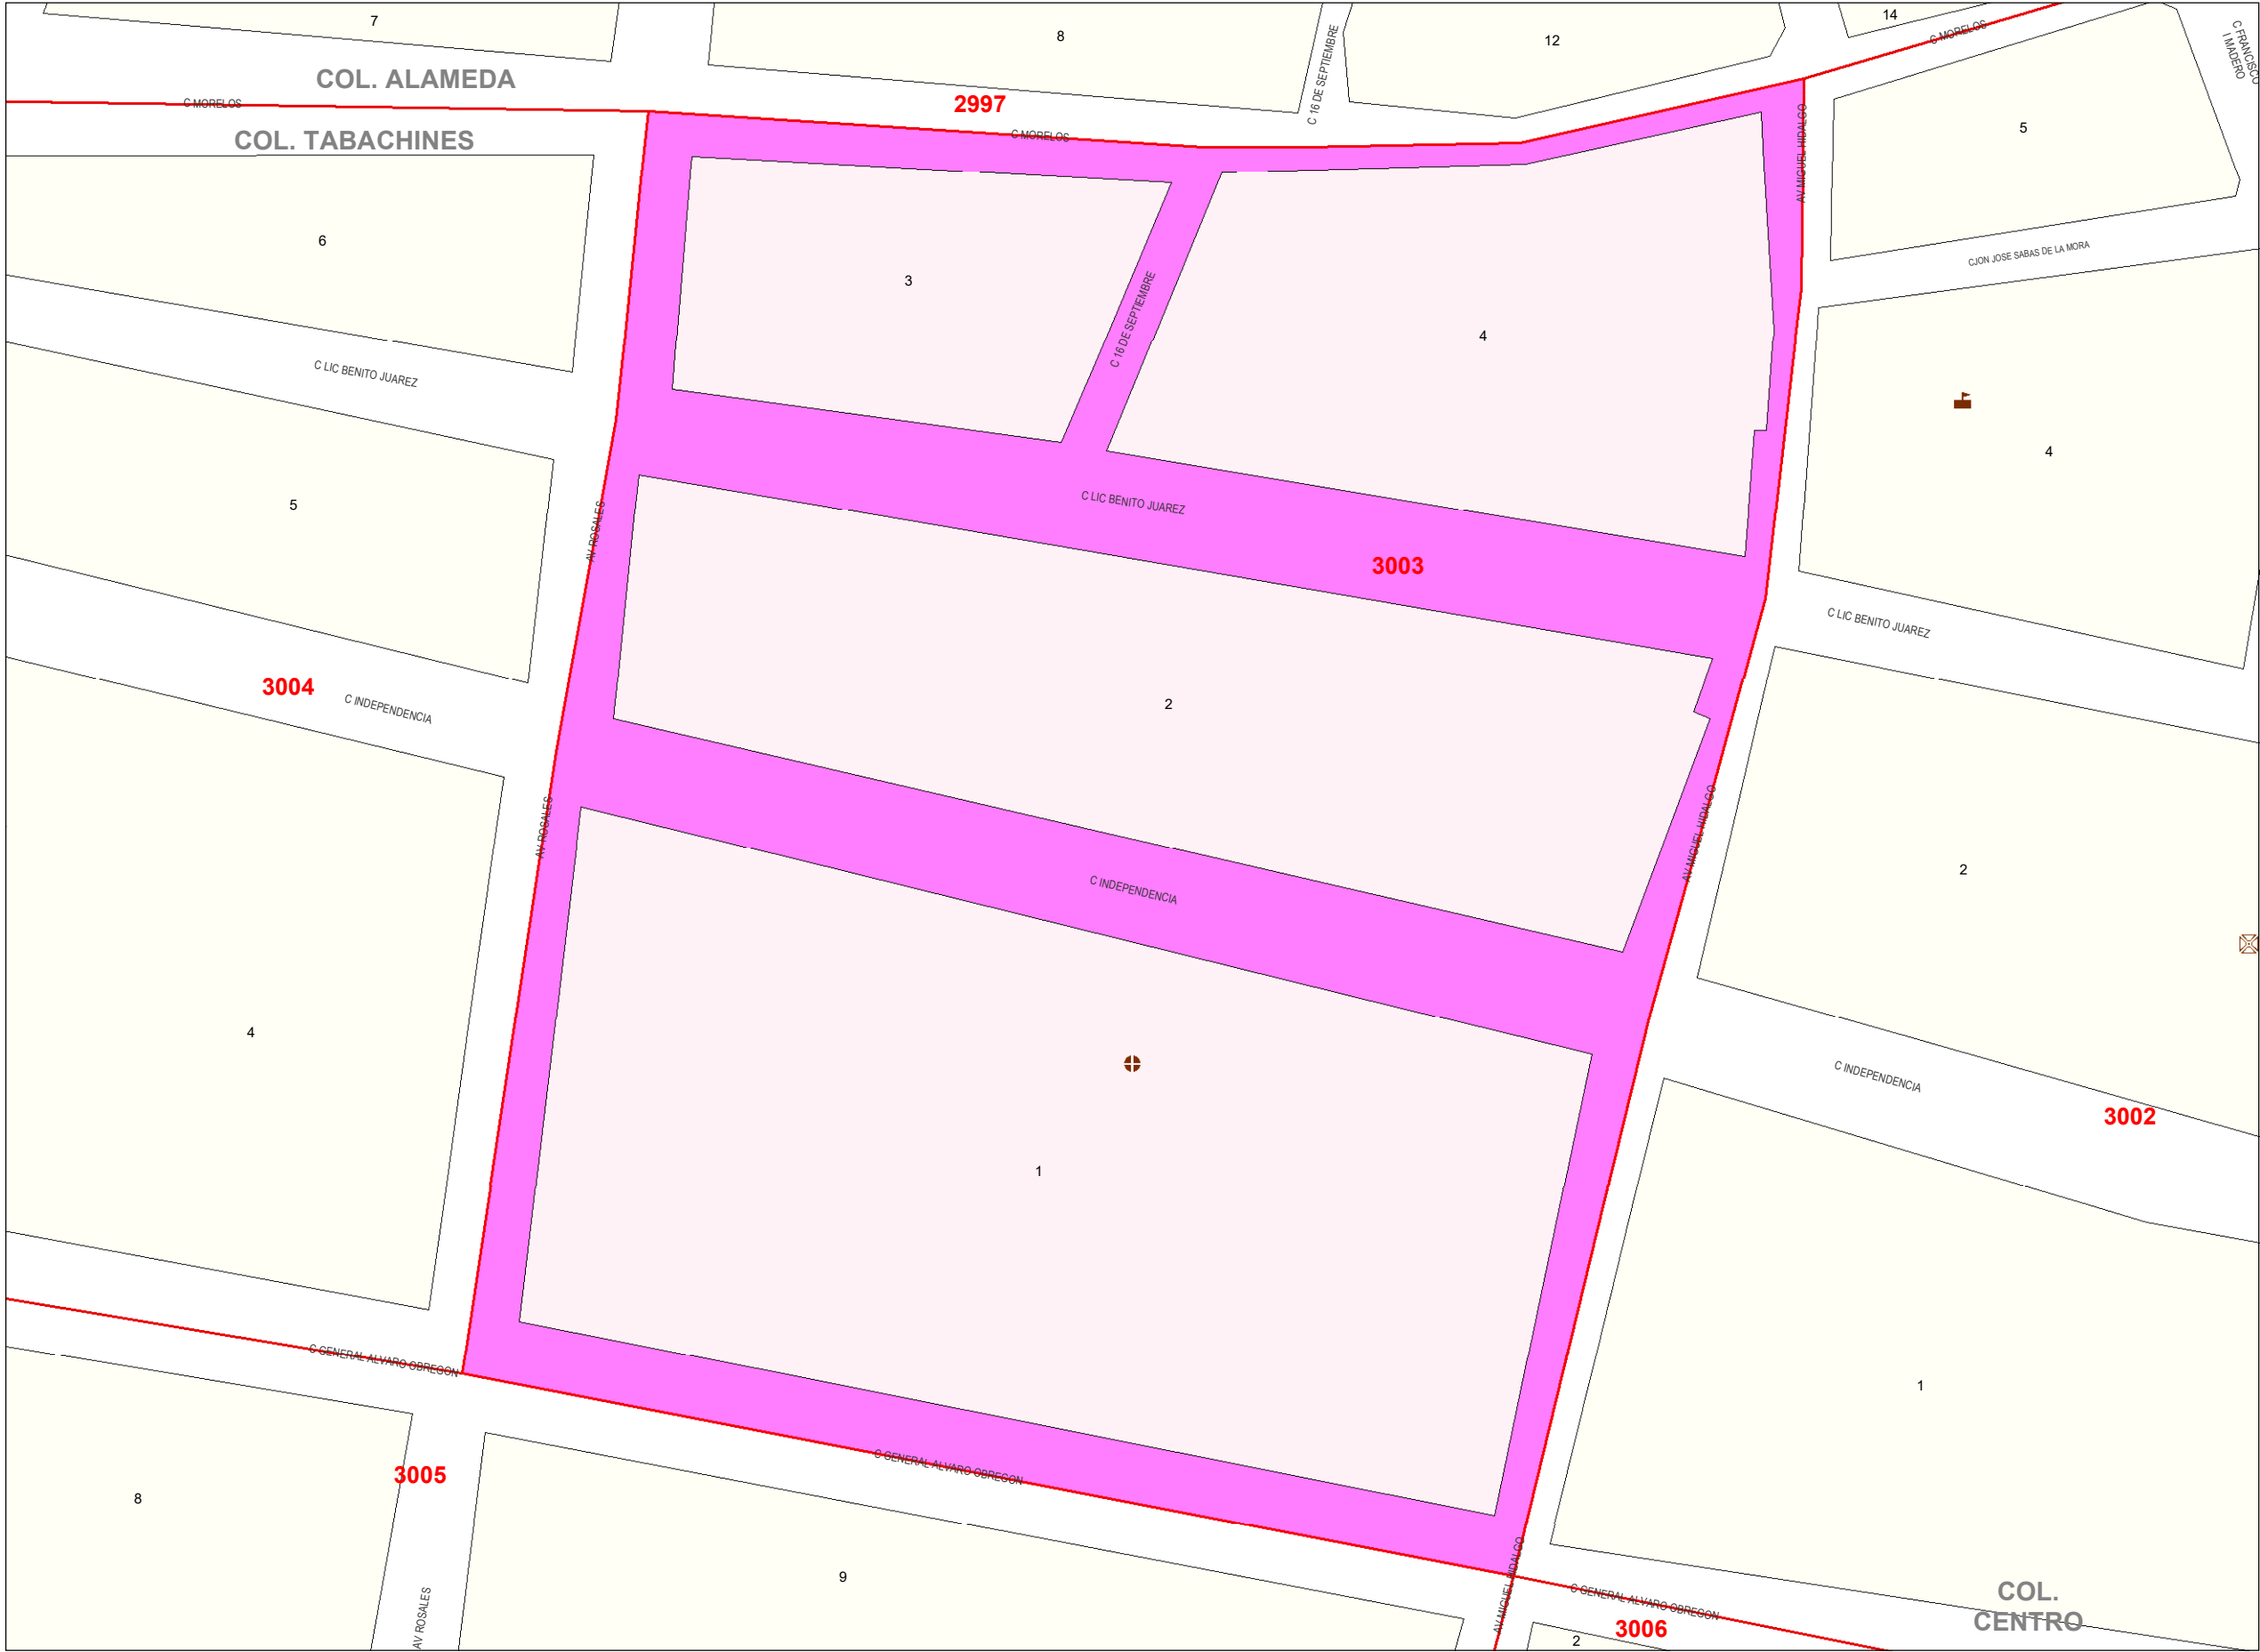 7
8
12
14
C MORELOS
C FRANCISCO
I MADERO
COL. ALAMEDA
C 16 DE SEPTIEMBRE
C MORELOS
2997
C MORELOS
COL. TABACHINES
5
AV MIGUEL HIDALGO
6
CJON JOSE SABAS DE LA MORA
3
C 16 DE SEPTIEMBRE
4
C LIC BENITO JUAREZ
4
5
C LIC BENITO JUAREZ
AV ROSALES
3003
C LIC BENITO JUAREZ
3004
C INDEPENDENCIA
2
AV ROSALES
AV MIGUEL HIDALGO
2
C INDEPENDENCIA
4
C INDEPENDENCIA
3002
1
C GENERAL ALVARO OBREGON
1
C GENERAL ALVARO OBREGON
3005
8
9
AV ROSALES
AV MIGUEL HIDALGO
C GENERAL ALVARO OBREGON
COL.
CENTRO
3006
2